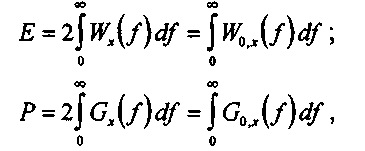 E = 2∫₀^∞ Wₓ(f)df = ∫₀^∞ W₀,ₓ(f)df ;
P = 2∫₀^∞ Gₓ(f)df = ∫₀^∞ G₀,ₓ(f)df ,